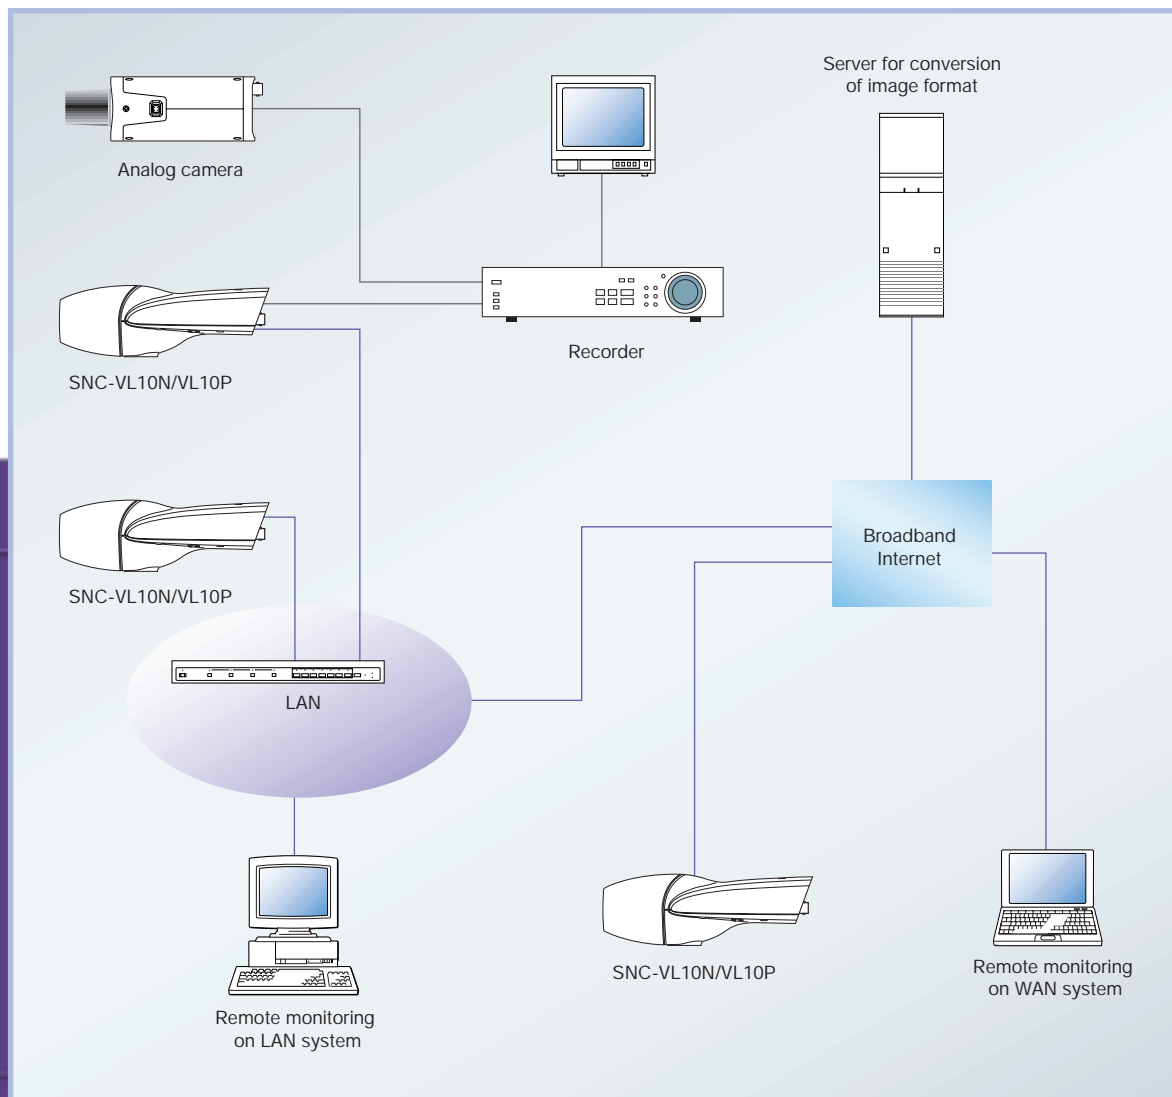 Server for conversion
of image format
Analog camera
Recorder
SNC-VL10N/VL10P
SNC-VL10N/VL10P
Broadband
Internet
LAN
SNC-VL10N/VL10P
Remote monitoring
on WAN system
Remote monitoring
on LAN system